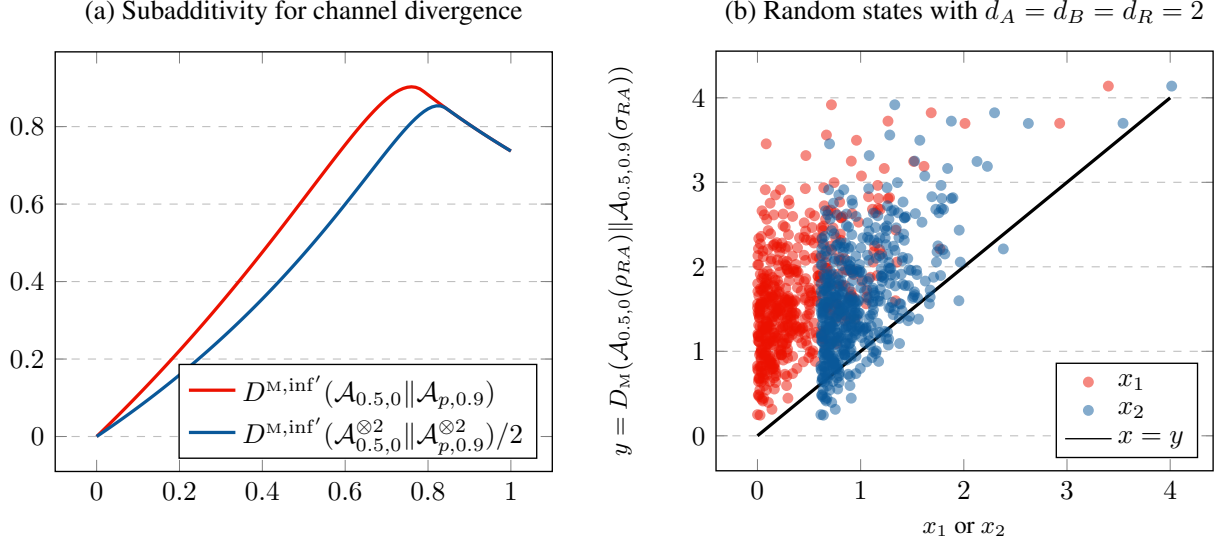 (a) Subadditivity for channel divergence
0.8
0.6
0.4
0.2
0
0
0.2
0.4
0.6
0.8
1
D^{M,inf′}(𝒜_{0.5,0}‖𝒜_{p,0.9})
D^{M,inf′}(𝒜_{0.5,0}^{⊗2}‖𝒜_{p,0.9}^{⊗2})/2
(b) Random states with d_A = d_B = d_R = 2
y = D_M(𝒜_{0.5,0}(ρ_{RA})‖𝒜_{0.5,0.9}(σ_{RA}))
4
3
2
1
0
0
1
2
3
4
x_1 or x_2
x_1
x_2
x = y